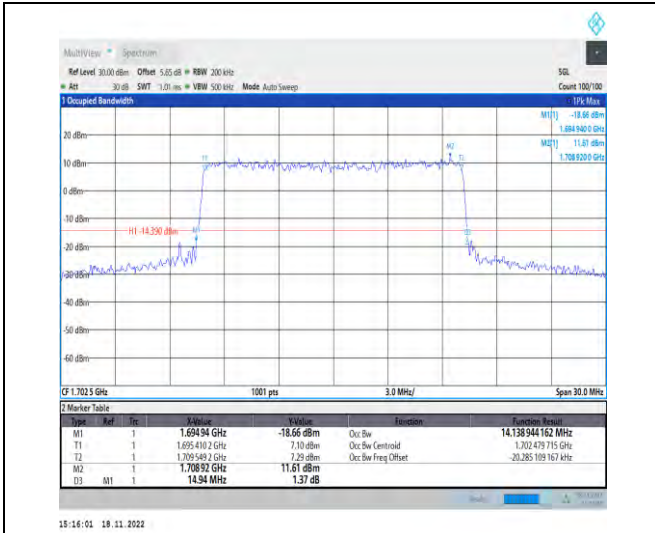 MultiView Spectrum
Ref Level 30.00 dBm Offset 5.65 dB RBW 200 kHz SGL
Att 30 dB SWT 1.01 ms VBW 500 kHz Mode Auto Sweep Count 100/100
1 Occupied Bandwidth 1Pk Max
M1[1] -18.66 dBm
1.694 940 0 GHz
20 dBm M2[1] 11.61 dBm
1.708 920 0 GHz
M2
T1 T2
10 dBm
0 dBm
-10 dBm
H1 -14.390 dBm
-30 dBm
-40 dBm
-50 dBm
-60 dBm
CF 1.702 5 GHz 1001 pts 3.0 MHz/ Span 30.0 MHz
2 Marker Table
Type Ref Trc X-Value Y-Value Function Function Result
M1 1 1.694 94 GHz -18.66 dBm Occ Bw 14.138 944 162 MHz
T1 1 1.695 410 2 GHz 7.10 dBm Occ Bw Centroid 1.702 479 715 GHz
T2 1 1.709 549 2 GHz 7.29 dBm Occ Bw Freq Offset -20.285 109 167 kHz
M2 1 1.708 92 GHz 11.61 dBm
D3 M1 1 14.94 MHz 1.37 dB
15:16:01 18.11.2022